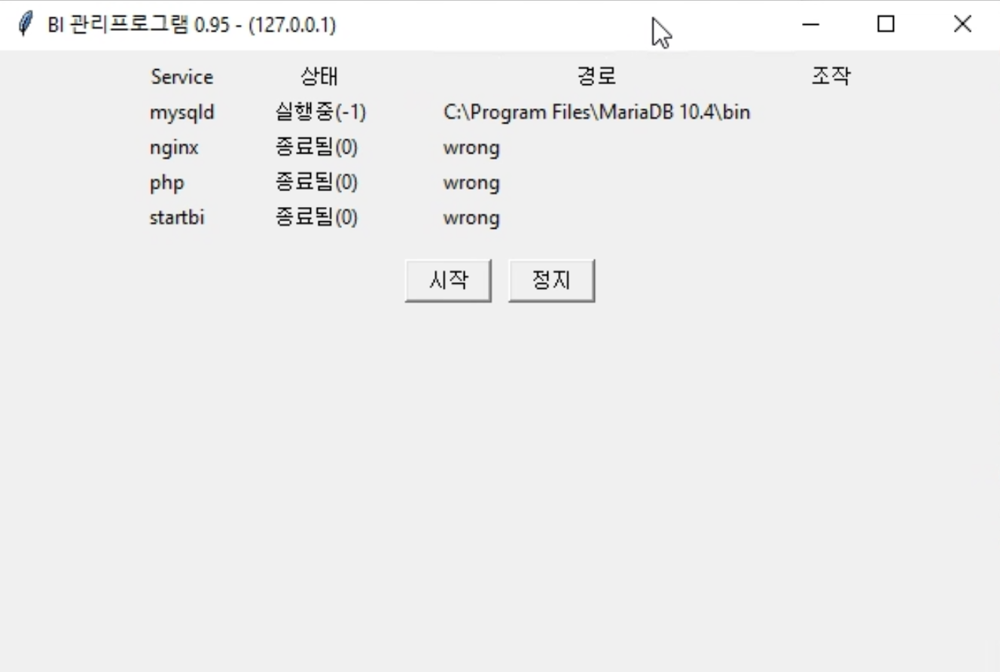 BI 관리프로그램 0.95 - (127.0.0.1)
Service 상태 경로 조작
mysqld 실행중(-1) C:\Program Files\MariaDB 10.4\bin
nginx 종료됨(0) wrong
php 종료됨(0) wrong
startbi 종료됨(0) wrong
시작 정지